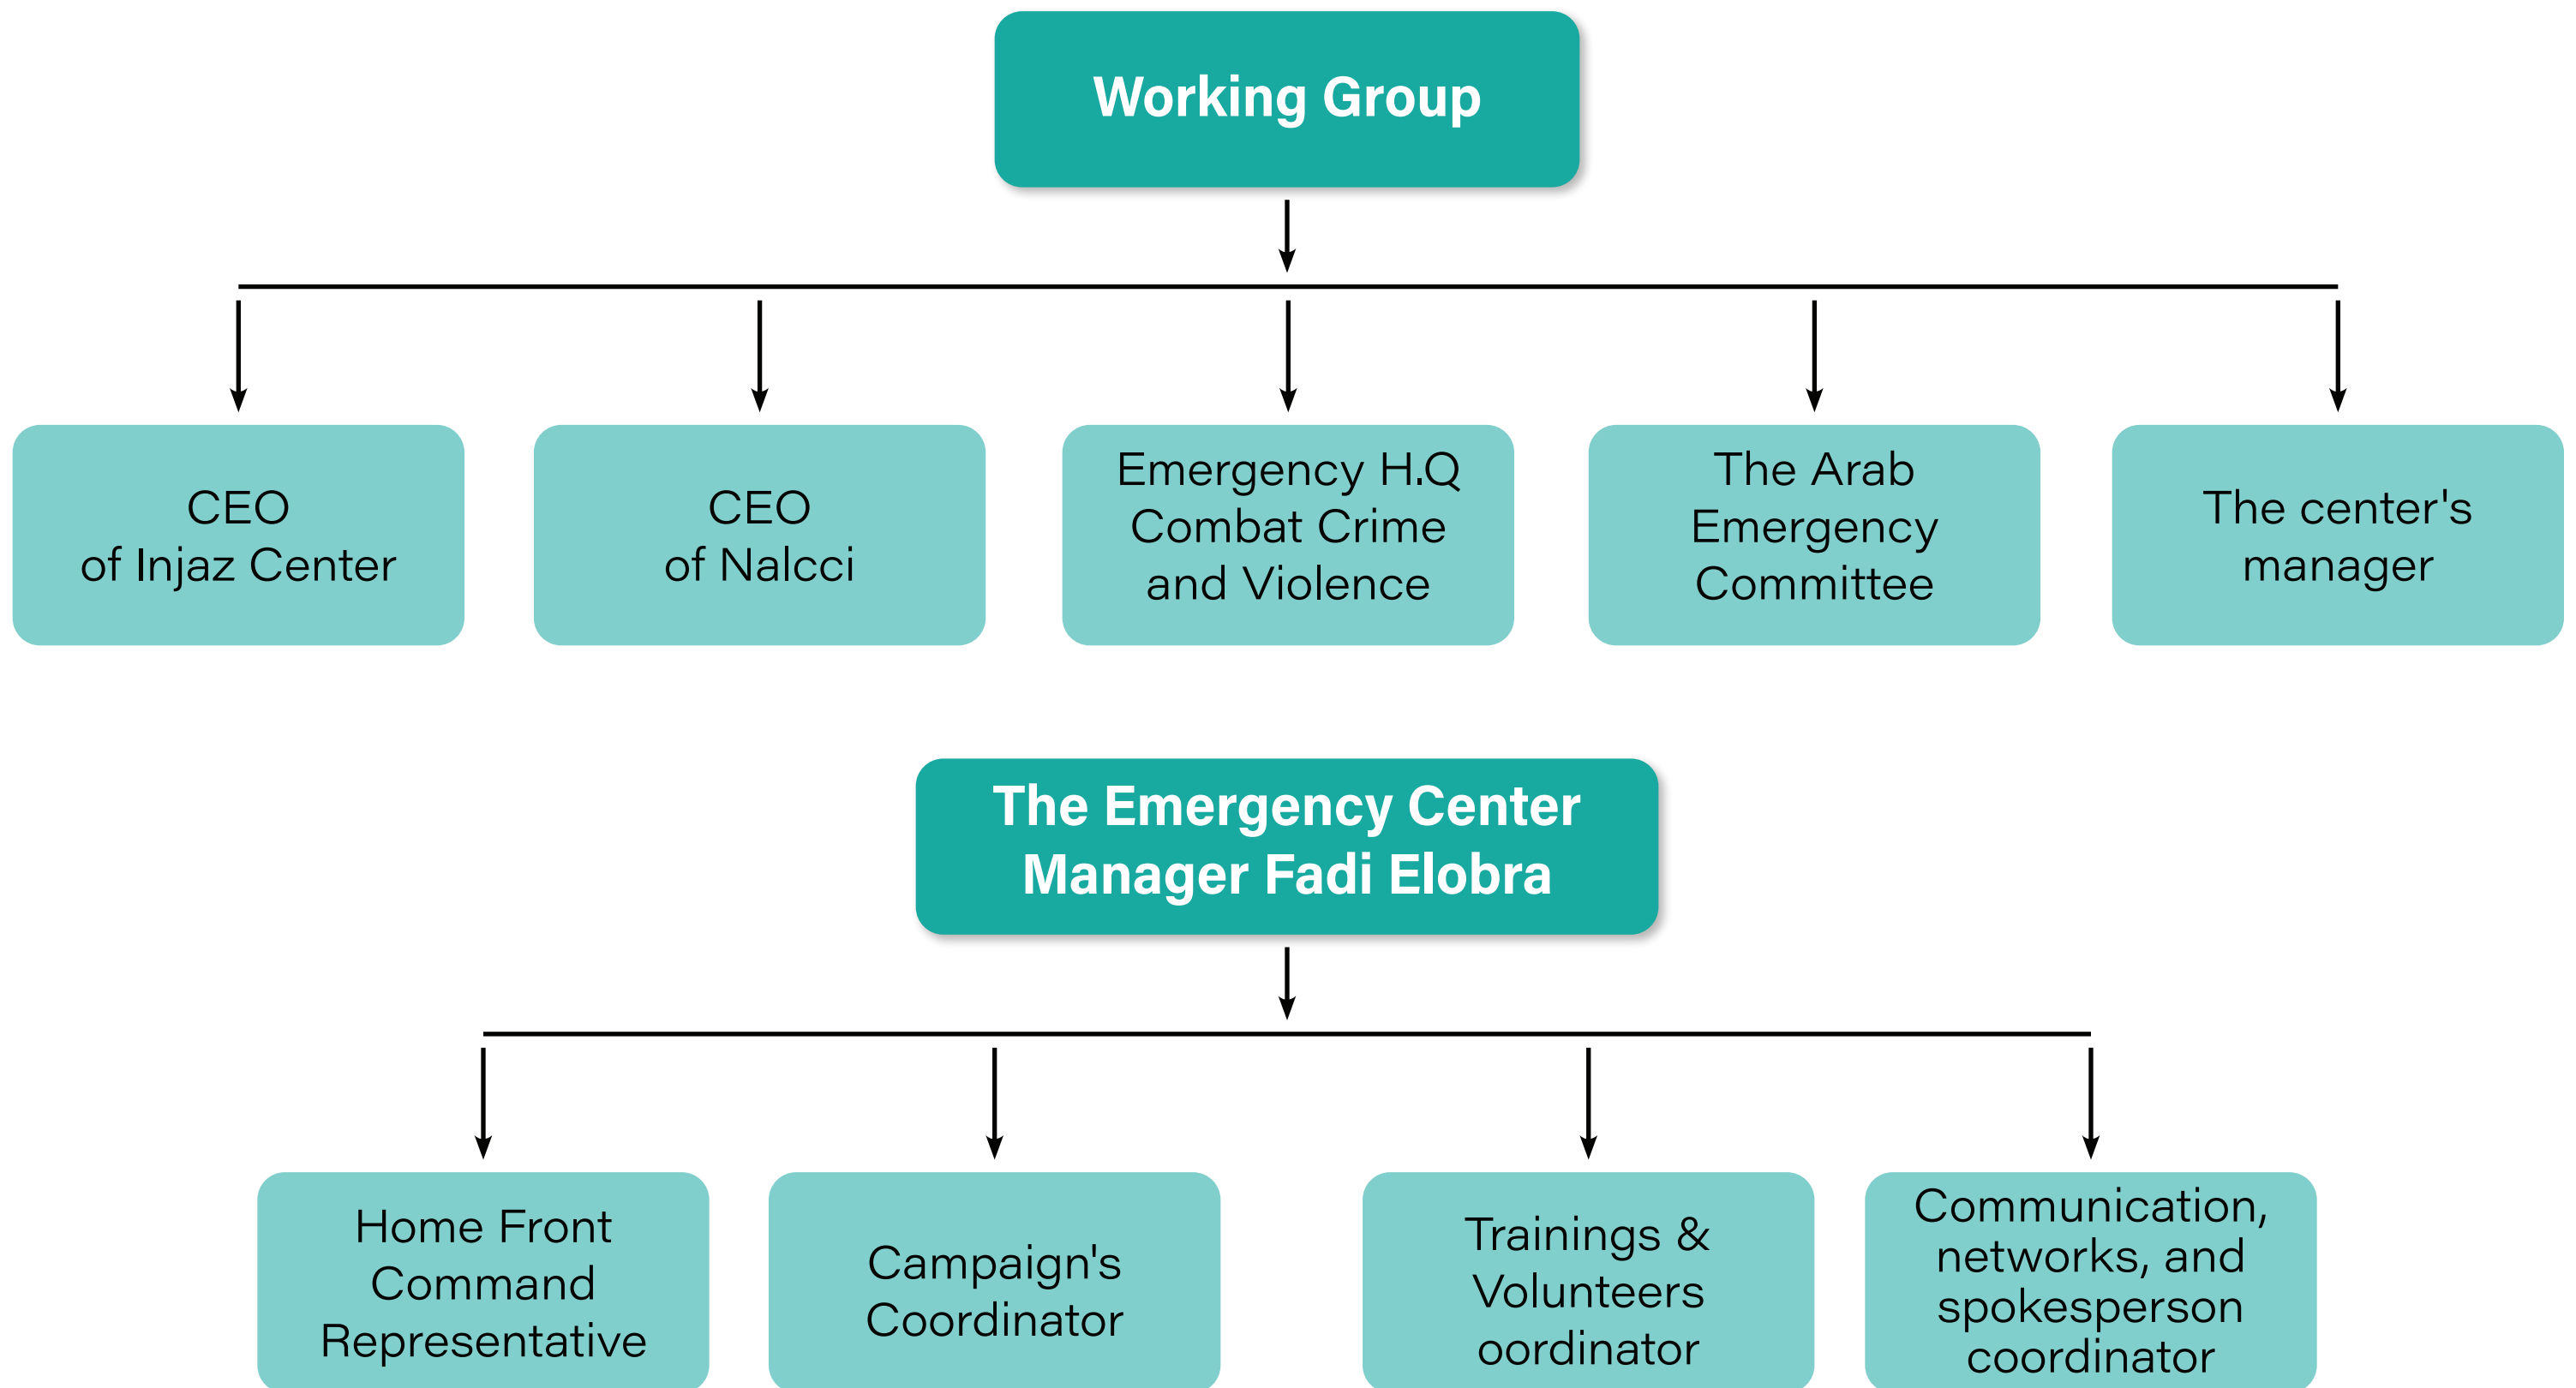 Working Group
CEO
of Injaz Center
CEO
of Nalcci
Emergency H.Q
Combat Crime
and Violence
The Arab
Emergency
Committee
The center's
manager
The Emergency Center
Manager Fadi Elobra
Home Front
Command
Representative
Campaign's
Coordinator
Trainings &
Volunteers
oordinator
Communication,
networks, and
spokesperson
coordinator